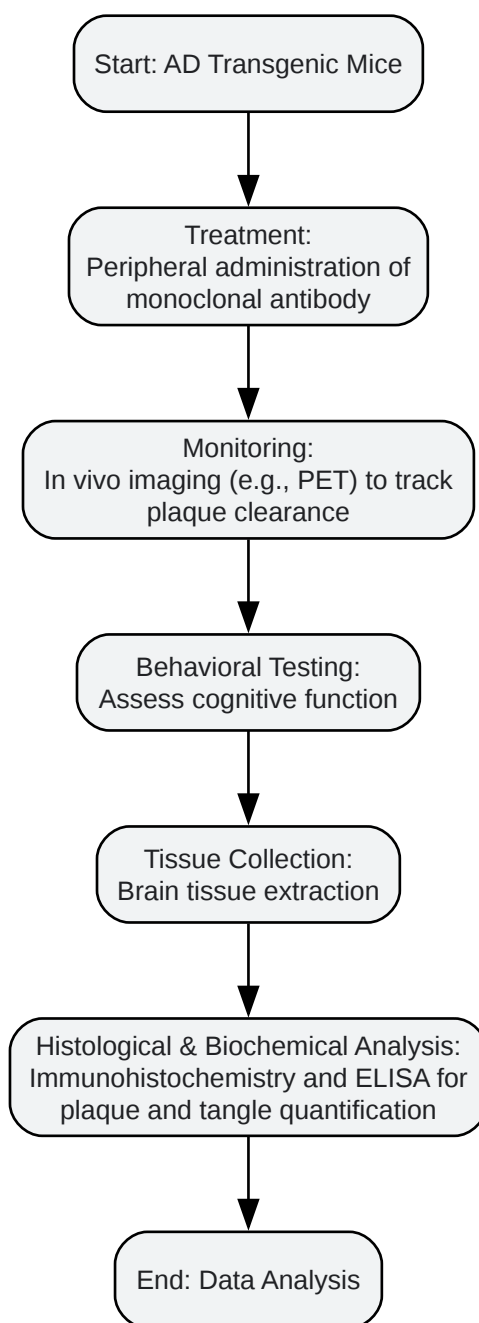 Start: AD Transgenic Mice
Treatment:
Peripheral administration of
monoclonal antibody
Monitoring:
In vivo imaging (e.g., PET) to track
plaque clearance
Behavioral Testing:
Assess cognitive function
Tissue Collection:
Brain tissue extraction
Histological & Biochemical Analysis:
Immunohistochemistry and ELISA for
plaque and tangle quantification
End: Data Analysis